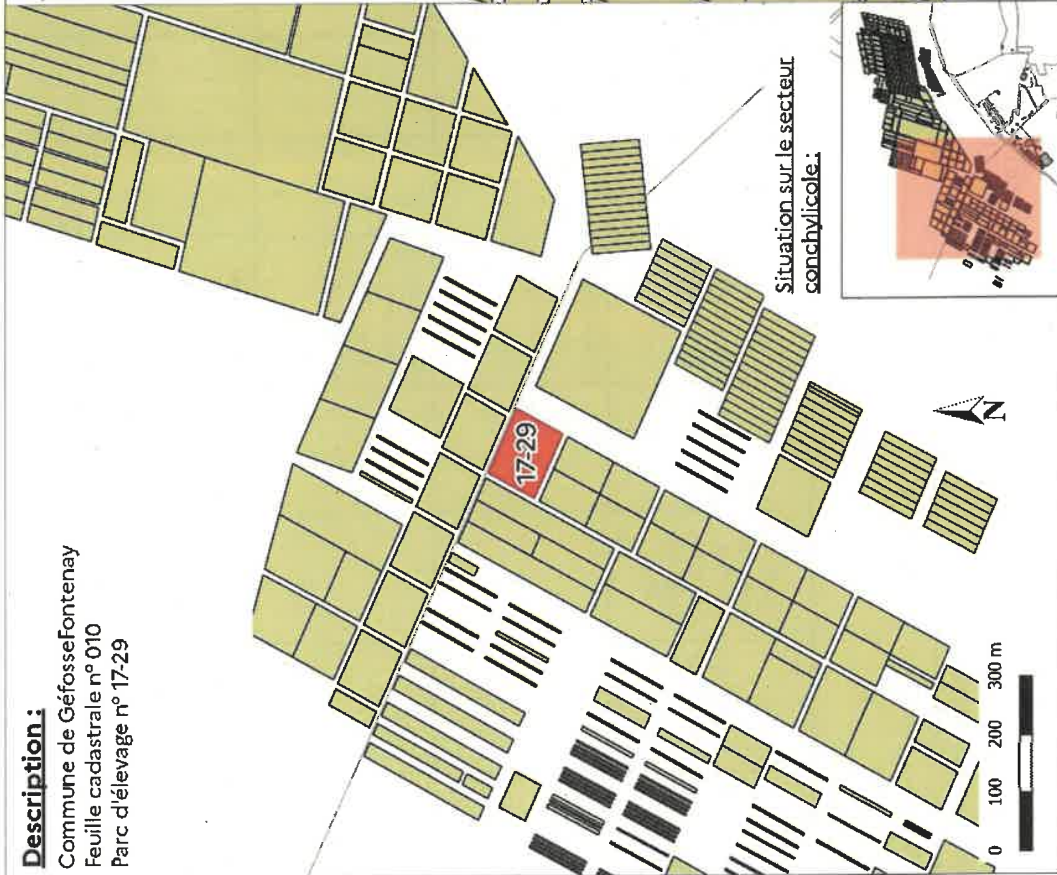 Description :
Commune de GéfosseFontenay
Feuille cadastrale n° 010
Parc d'élevage n° 17-29
17-29
Situation sur le secteur
conchylicole :
N
0 100 200 300 m